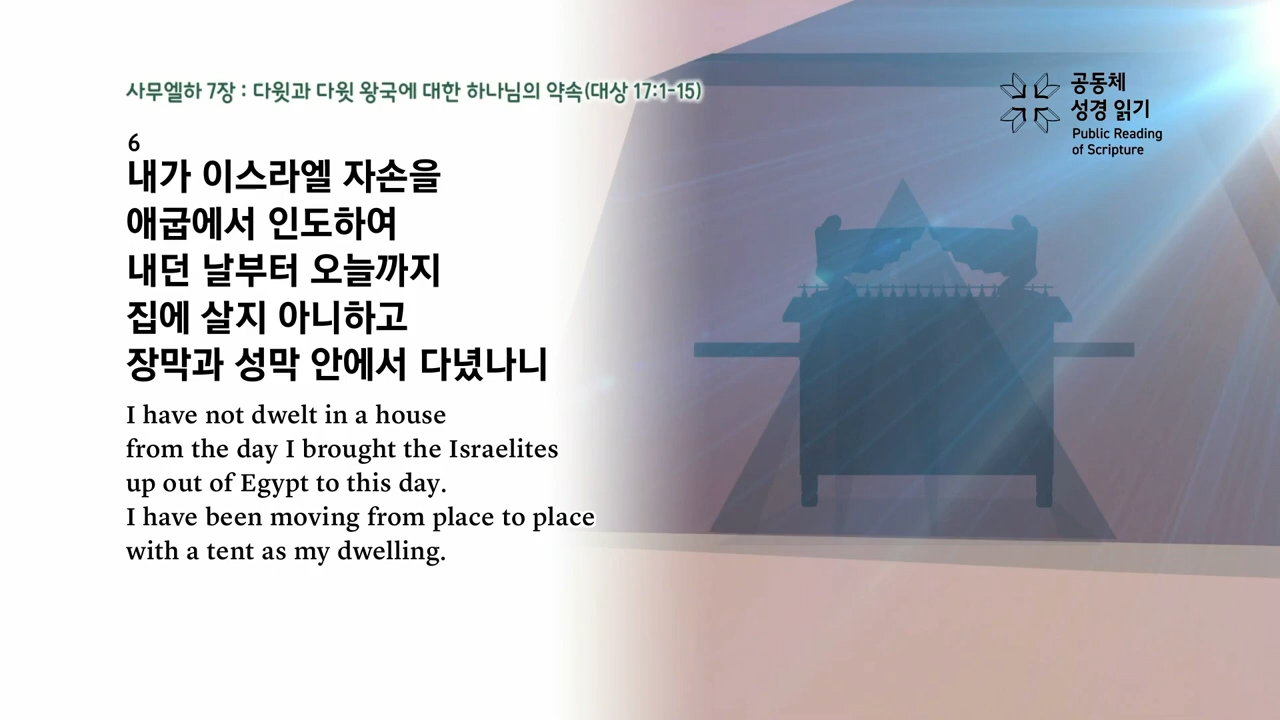 사무엘하 7장 : 다윗과 다윗 왕국에 대한 하나님의 약속(대상 17:1-15)
공동체
성경 읽기
Public Reading
of Scripture
6
내가 이스라엘 자손을
애굽에서 인도하여
내던 날부터 오늘까지
집에 살지 아니하고
장막과 성막 안에서 다녔나니
I have not dwelt in a house
from the day I brought the Israelites
up out of Egypt to this day.
I have been moving from place to place
with a tent as my dwelling.